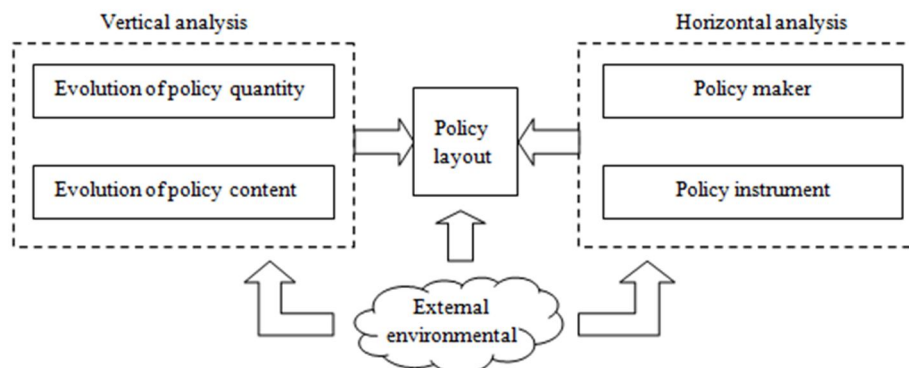 Vertical analysis
Horizontal analysis
Evolution of policy quantity
Evolution of policy content
Policy
layout
Policy maker
Policy instrument
External
environmental